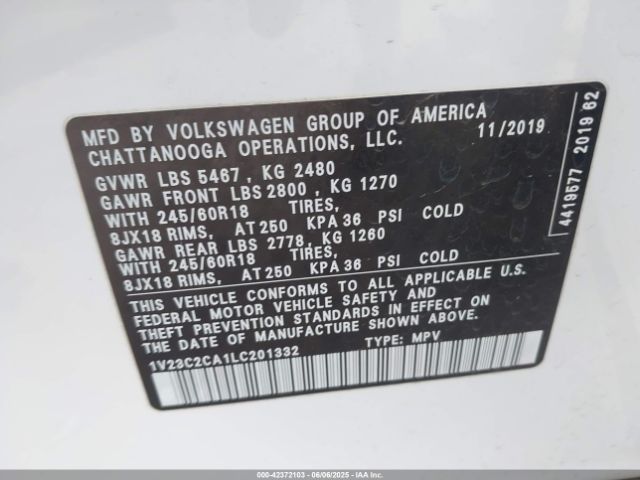 MFD BY VOLKSWAGEN GROUP OF AMERICA
CHATTANOOGA OPERATIONS, LLC. 11/2019
GVWR LBS 5467, KG 2480
GAWR FRONT LBS 2800, KG 1270
WITH 245/60R18 TIRES,
8JX18 RIMS, AT 250 KPA 36 PSI COLD
GAWR REAR LBS 2778, KG 1260
WITH 245/60R18 TIRES,
8JX18 RIMS, AT 250 KPA 36 PSI COLD
THIS VEHICLE CONFORMS TO ALL APPLICABLE U.S.
FEDERAL MOTOR VEHICLE SAFETY AND
THEFT PREVENTION STANDARDS IN EFFECT ON
THE DATE OF MANUFACTURE SHOWN ABOVE.
1V23C2CA1LC201332 TYPE: MPV
4419577 2019 62
000-42372103 - 06/06/2025 - IAAI.com